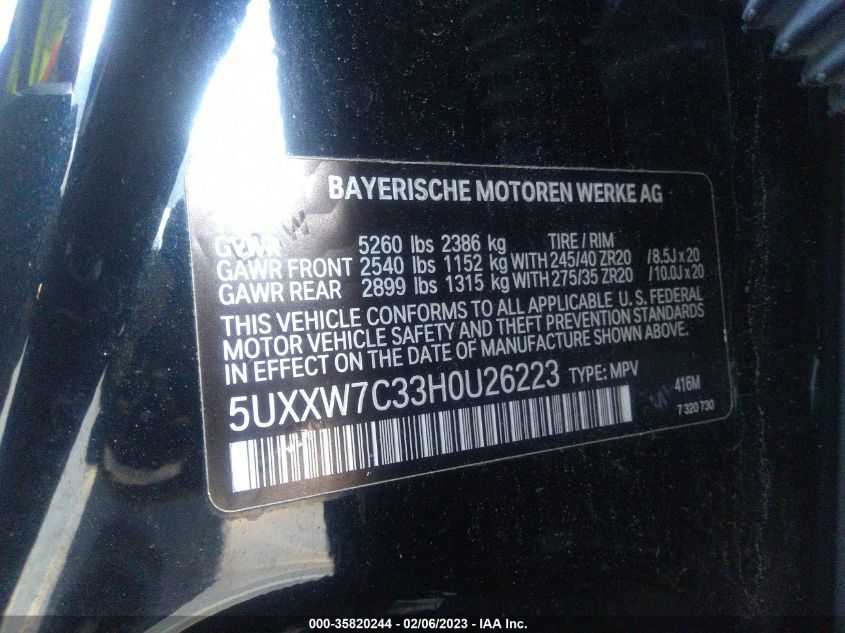 BAYERISCHE MOTOREN WERKE AG
GVWR 5260 lbs 2386 kg TIRE / RIM
GAWR FRONT 2540 lbs 1152 kg WITH 245/40 ZR20 /8.5J x 20
GAWR REAR 2899 lbs 1315 kg WITH 275/35 ZR20 /10.0J x 20
THIS VEHICLE CONFORMS TO ALL APPLICABLE U. S. FEDERAL
MOTOR VEHICLE SAFETY AND THEFT PREVENTION STANDARDS
IN EFFECT ON THE DATE OF MANUFACTURE SHOWN ABOVE.
5UXXW7C33H0U26223 TYPE: MPV 416M
7 320 730
000-35820244 - 02/06/2023 - IAA Inc.